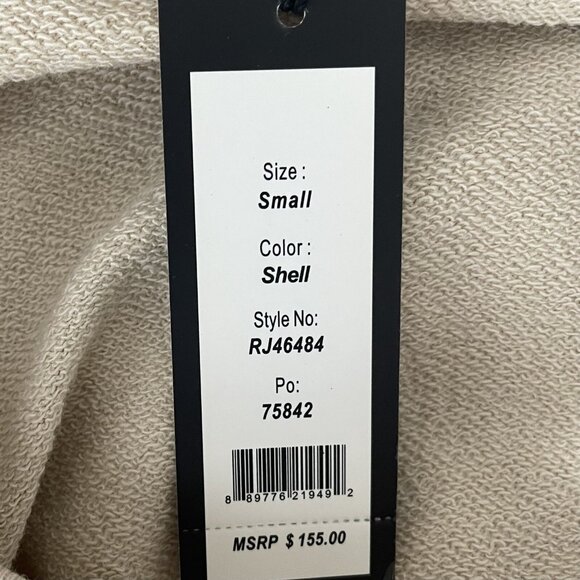 Size :
Small
Color :
Shell
Style No:
RJ46484
Po:
75842
8 89776 21949 2
MSRP $ 155.00